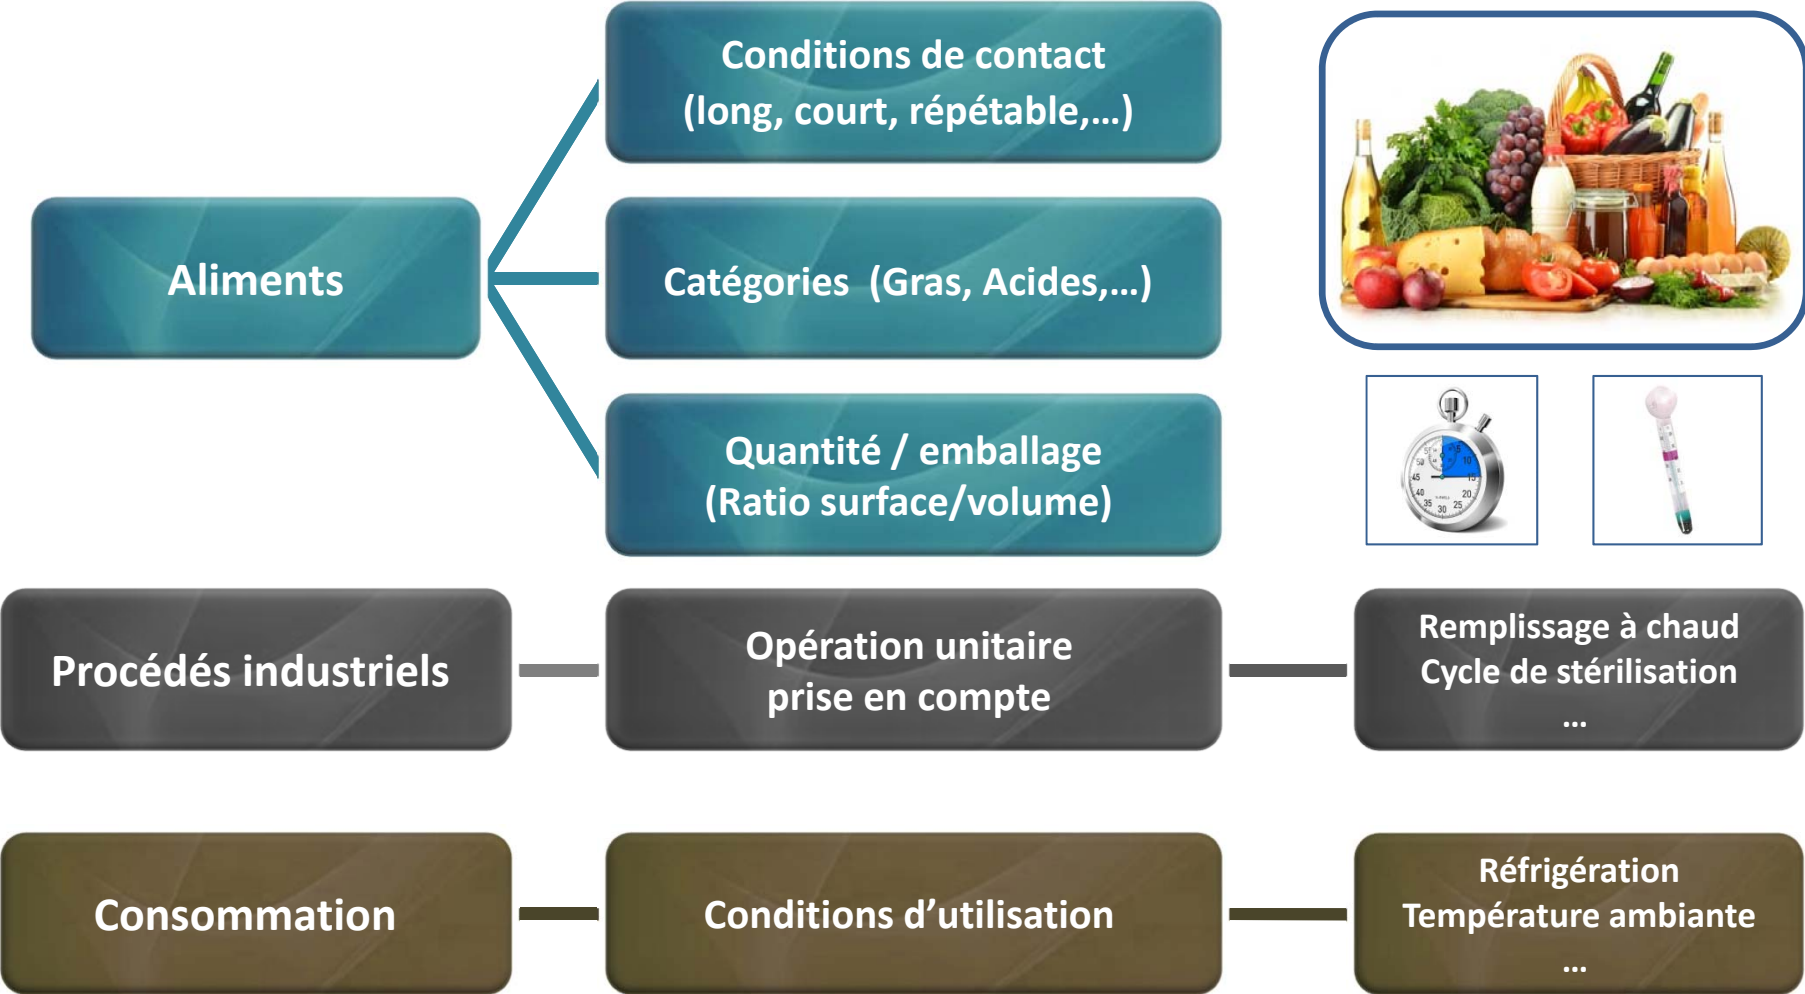 Conditions de contact
(long, court, répétable,...)
Aliments
Catégories (Gras, Acides,...)
Quantité / emballage
(Ratio surface/volume)
Procédés industriels
Opération unitaire
prise en compte
Remplissage à chaud
Cycle de stérilisation
...
Consommation
Conditions d’utilisation
Réfrigération
Température ambiante
...